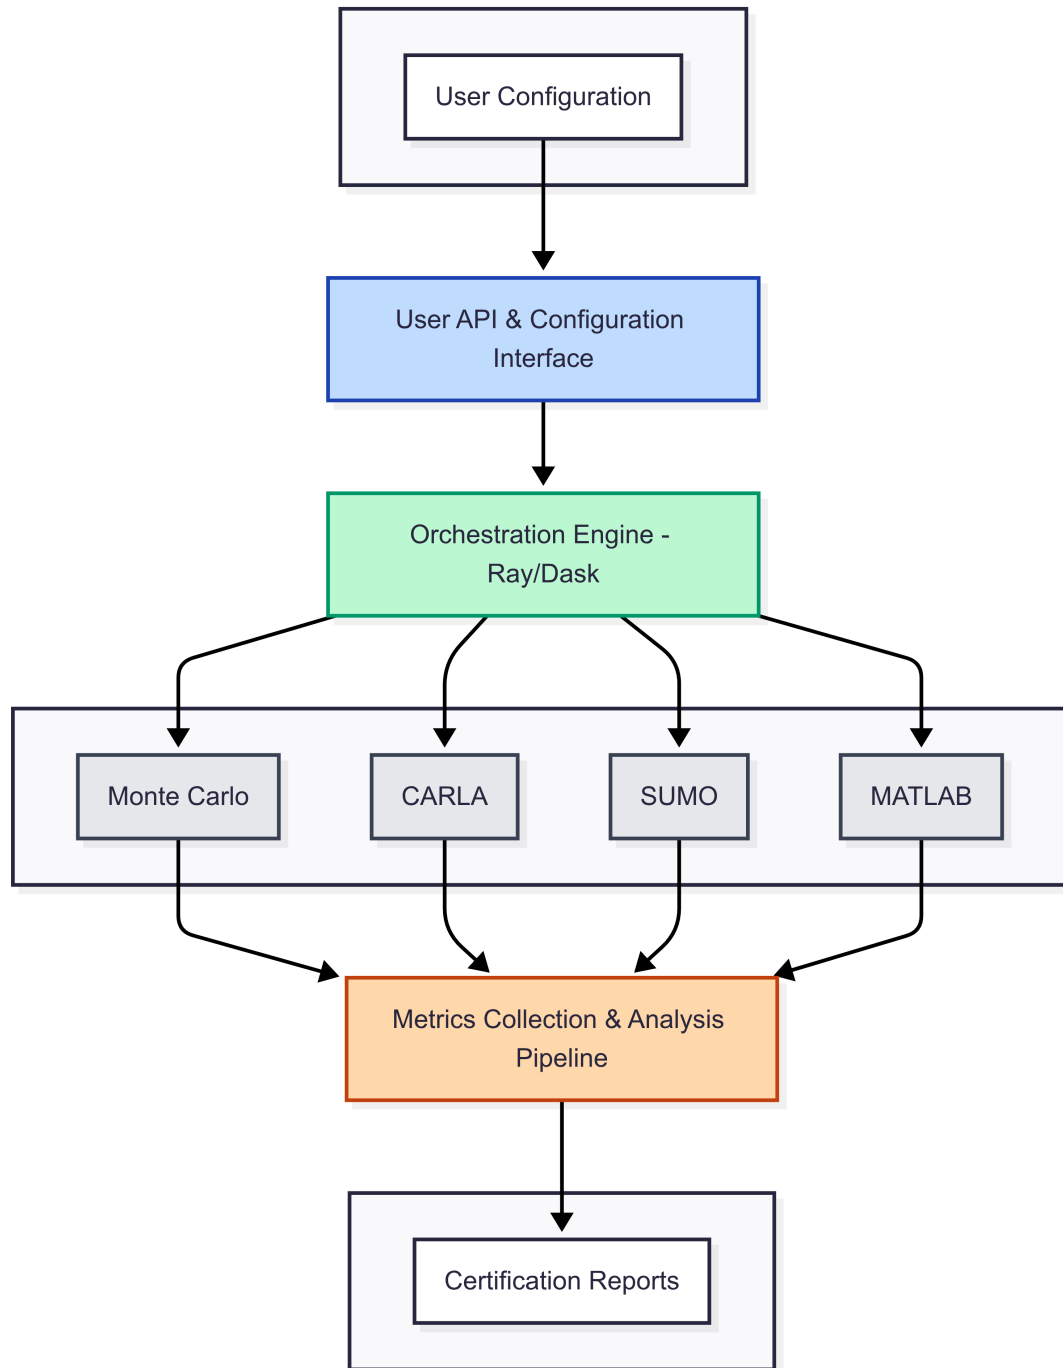 User Configuration
User API & Configuration
Interface
Orchestration Engine -
Ray/Dask
Monte Carlo
CARLA
SUMO
MATLAB
Metrics Collection & Analysis
Pipeline
Certification Reports